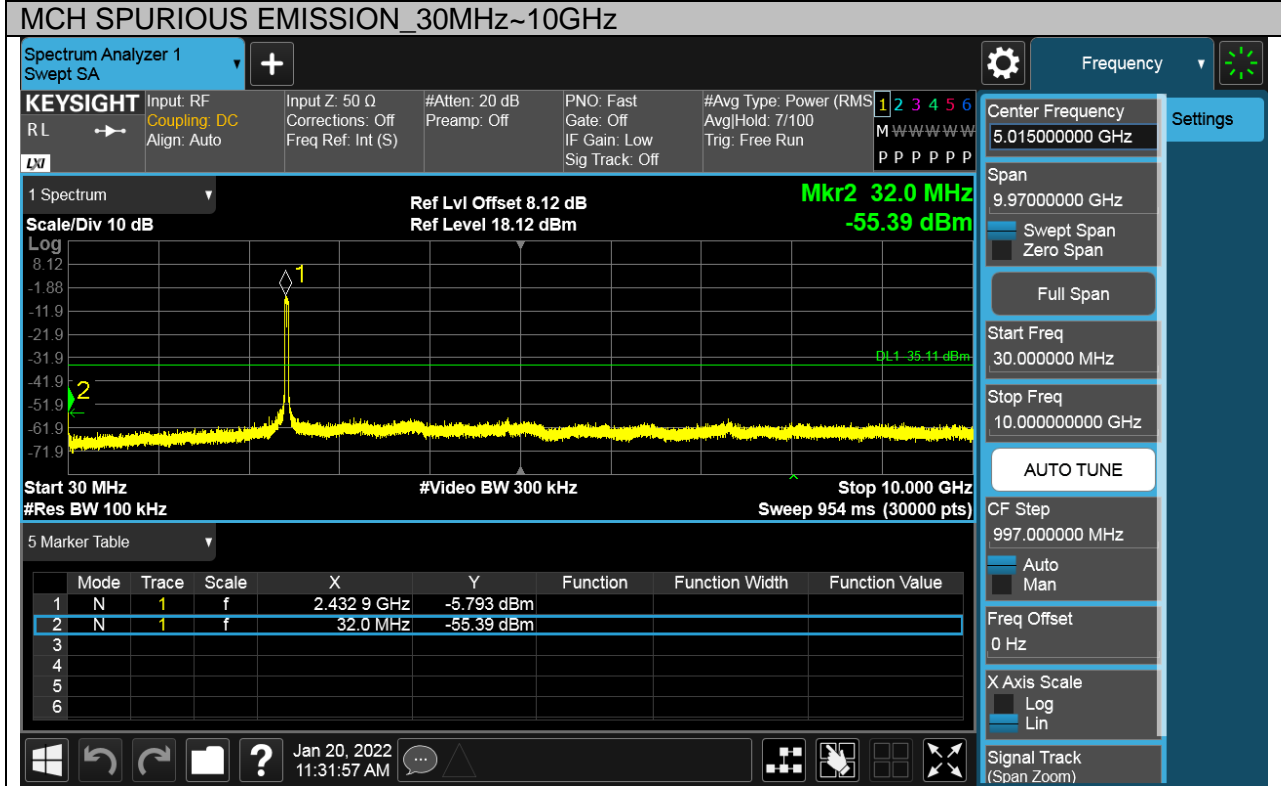 MCH SPURIOUS EMISSION_30MHz~10GHz
Spectrum Analyzer 1
Swept SA
+
Frequency
KEYSIGHT
RL
LXI
Input: RF
Coupling: DC
Align: Auto
Input Z: 50 Ω
Corrections: Off
Freq Ref: Int (S)
#Atten: 20 dB
Preamp: Off
PNO: Fast
Gate: Off
IF Gain: Low
Sig Track: Off
#Avg Type: Power (RMS
Avg|Hold: 7/100
Trig: Free Run
1 2 3 4 5 6
M W W W W W
P P P P P P
1 Spectrum
Scale/Div 10 dB
Ref Lvl Offset 8.12 dB
Ref Level 18.12 dBm
Mkr2 32.0 MHz
-55.39 dBm
Log
8.12
-1.88
-11.9
-21.9
-31.9
-41.9
-51.9
-61.9
-71.9
1
2
DL1 -35.11 dBm
Start 30 MHz
#Res BW 100 kHz
#Video BW 300 kHz
Stop 10.000 GHz
Sweep 954 ms (30000 pts)
5 Marker Table
Mode Trace Scale X Y Function Function Width Function Value
1 N 1 f 2.432 9 GHz -5.793 dBm
2 N 1 f 32.0 MHz -55.39 dBm
3
4
5
6
?
Jan 20, 2022
11:31:57 AM
Center Frequency
5.015000000 GHz
Settings
Span
9.97000000 GHz
Swept Span
Zero Span
Full Span
Start Freq
30.000000 MHz
Stop Freq
10.000000000 GHz
AUTO TUNE
CF Step
997.000000 MHz
Auto
Man
Freq Offset
0 Hz
X Axis Scale
Log
Lin
Signal Track
(Span Zoom)